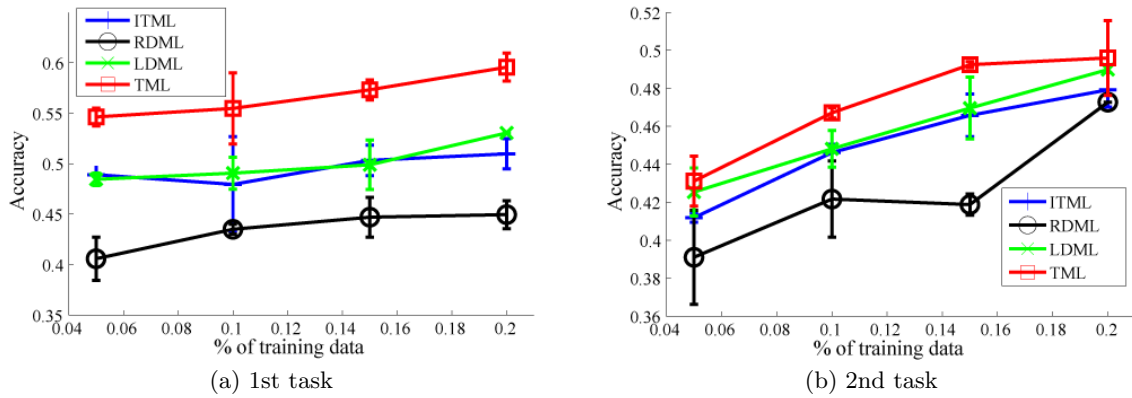 ITML
RDML
LDML
TML
0.6
0.55
0.5
0.45
0.4
0.35
Accuracy
0.04 0.06 0.08 0.1 0.12 0.14 0.16 0.18 0.2
% of training data
(a) 1st task
0.52
0.5
0.48
0.46
0.44
0.42
0.4
0.38
0.36
Accuracy
ITML
RDML
LDML
TML
0.04 0.06 0.08 0.1 0.12 0.14 0.16 0.18 0.2
% of training data
(b) 2nd task